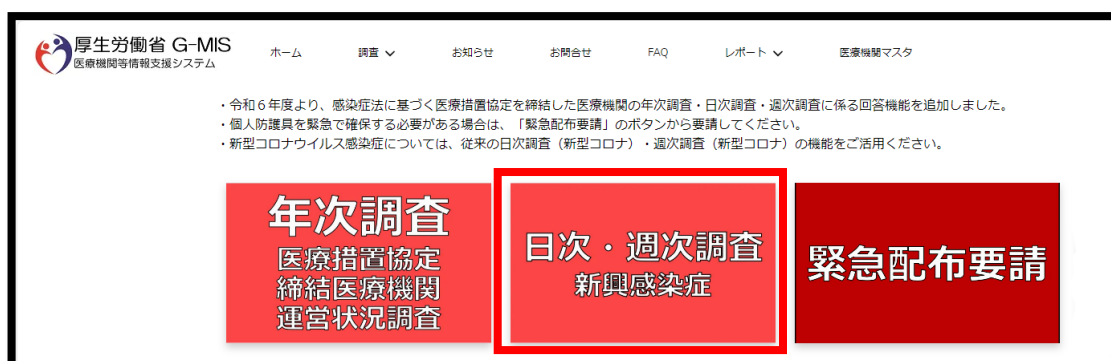 厚生労働省 G-MIS
医療機関等情報支援システム
ホーム 調査 お知らせ お問合せ FAQ レポート 医療機関マスタ
・令和６年度より、感染症法に基づく医療措置協定を締結した医療機関の年次調査・日次調査・週次調査に係る回答機能を追加しました。
・個人防護具を緊急で確保する必要がある場合は、「緊急配布要請」のボタンから要請してください。
・新型コロナウイルス感染症については、従来の日次調査（新型コロナ）・週次調査（新型コロナ）の機能をご活用ください。
年次調査
医療措置協定
締結医療機関
運営状況調査
日次・週次調査
新興感染症
緊急配布要請